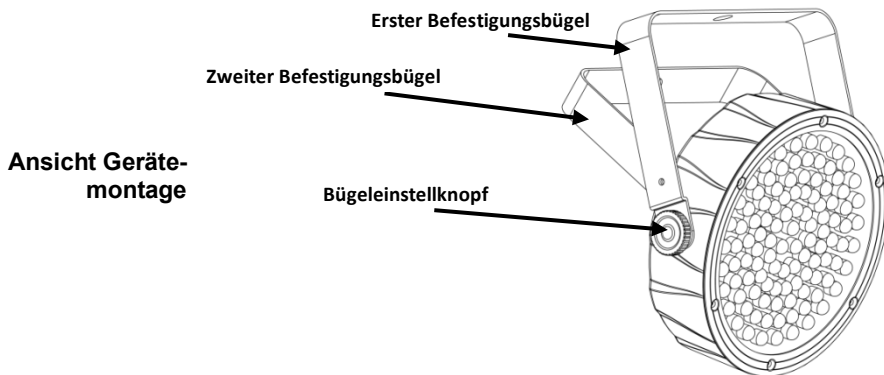 Erster Befestigungsbügel
Zweiter Befestigungsbügel
Ansicht Geräte-
montage
Bügeleinstellknopf